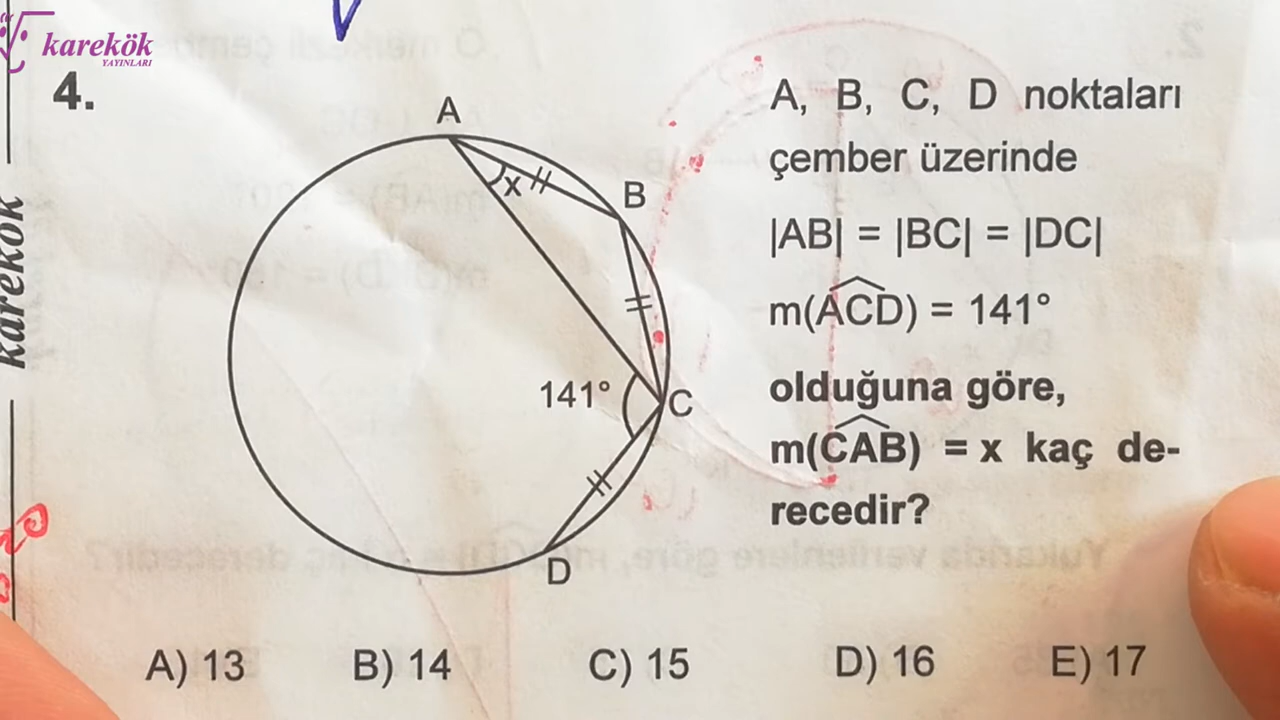 karekök
YAYINLARI
karekök
4.
A, B, C, D noktaları
çember üzerinde
|AB| = |BC| = |DC|
m(ACD) = 141°
olduğuna göre,
m(CAB) = x kaç de-
recedir?
A
x
B
141°
C
D
A) 13 B) 14 C) 15 D) 16 E) 17